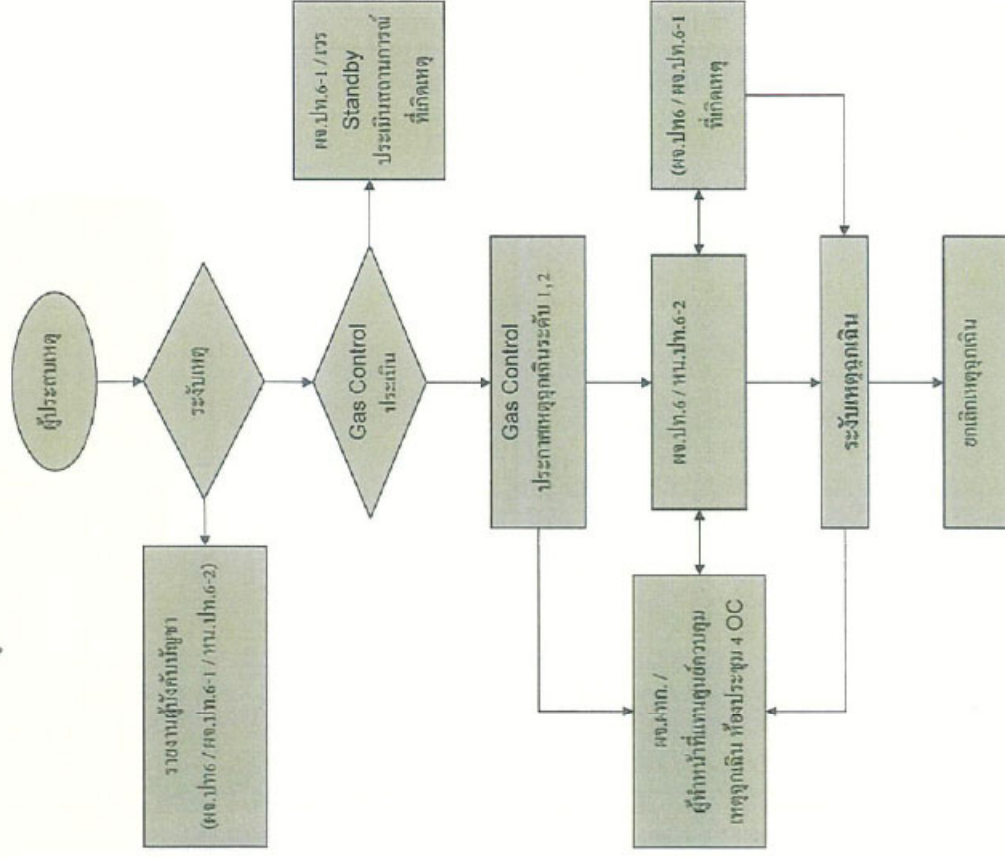 ผู้ประสบเหตุ
ระงับเหตุ
รายงานผู้บังคับบัญชา
(ผจ.ปท6 / ผจ.ปท.6-1 / หน.ปท.6-2)
Gas Control
ประเมิน
ผจ.ปท.6-1 / เวร
Standby
ประเมินสถานการณ์
ที่เกิดเหตุ
Gas Control
ประกาศเหตุฉุกเฉินระดับ 1,2
ผจ.ผทก. /
ผู้ทำหน้าที่แทนศูนย์ควบคุม
เหตุฉุกเฉิน ห้องประชุม 4 OC
ผจ.ปท.6 / หน.ปท.6-2
(ผจ.ปท6 / ผจ.ปท.6-1
ที่เกิดเหตุ
ระงับเหตุฉุกเฉิน
ยกเลิกเหตุฉุกเฉิน